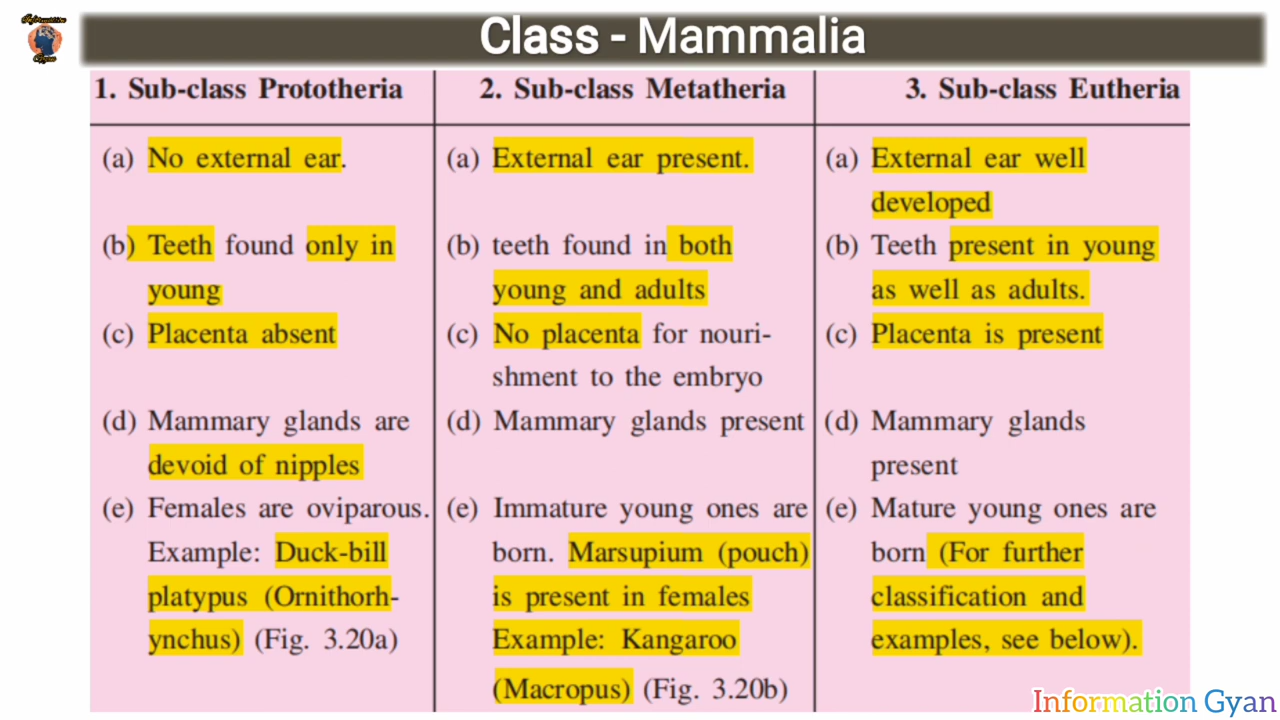 Information
Gyan
Class - Mammalia
1. Sub-class Prototheria
(a) No external ear.
(b) Teeth found only in
young
(c) Placenta absent
(d) Mammary glands are
devoid of nipples
(e) Females are oviparous.
Example: Duck-bill
platypus (Ornithorh-
ynchus) (Fig. 3.20a)
2. Sub-class Metatheria
(a) External ear present.
(b) teeth found in both
young and adults
(c) No placenta for nouri-
shment to the embryo
(d) Mammary glands present
(e) Immature young ones are
born. Marsupium (pouch)
is present in females
Example: Kangaroo
(Macropus) (Fig. 3.20b)
3. Sub-class Eutheria
(a) External ear well
developed
(b) Teeth present in young
as well as adults.
(c) Placenta is present
(d) Mammary glands
present
(e) Mature young ones are
born (For further
classification and
examples, see below).
Information Gyan